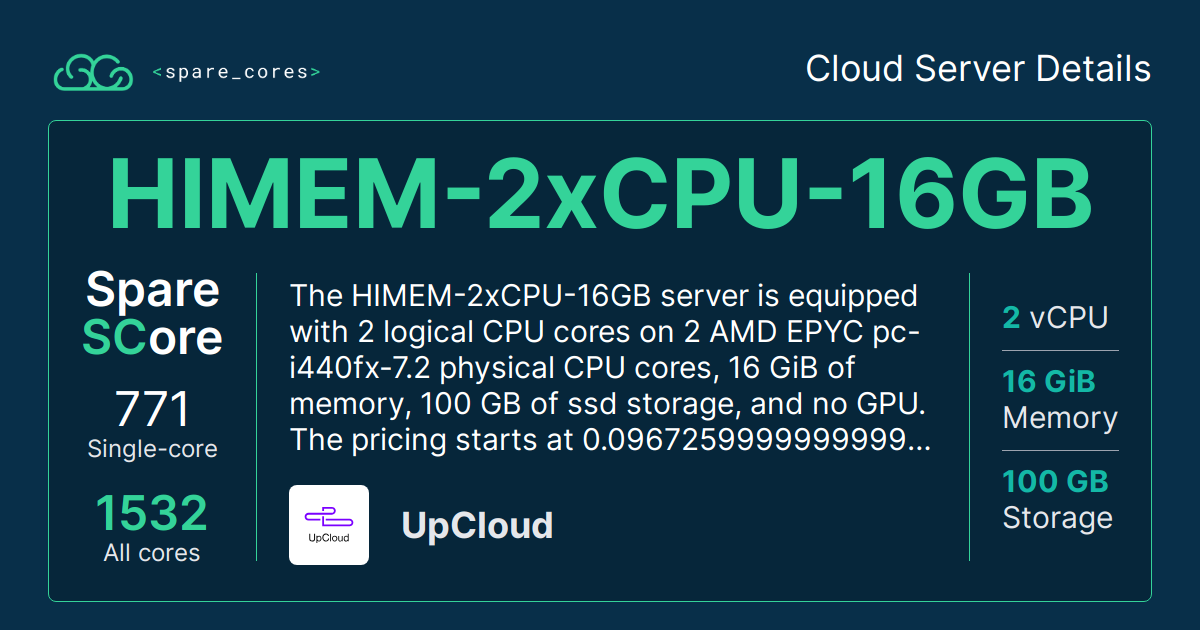 <spare_cores>
Cloud Server Details
HIMEM-2xCPU-16GB
Spare
SCore
771
Single-core
1532
All cores
The HIMEM-2xCPU-16GB server is equipped
with 2 logical CPU cores on 2 AMD EPYC pc-
i440fx-7.2 physical CPU cores, 16 GiB of
memory, 100 GB of ssd storage, and no GPU.
The pricing starts at 0.0967259999999999...
UpCloud
UpCloud
2 vCPU
16 GiB
Memory
100 GB
Storage